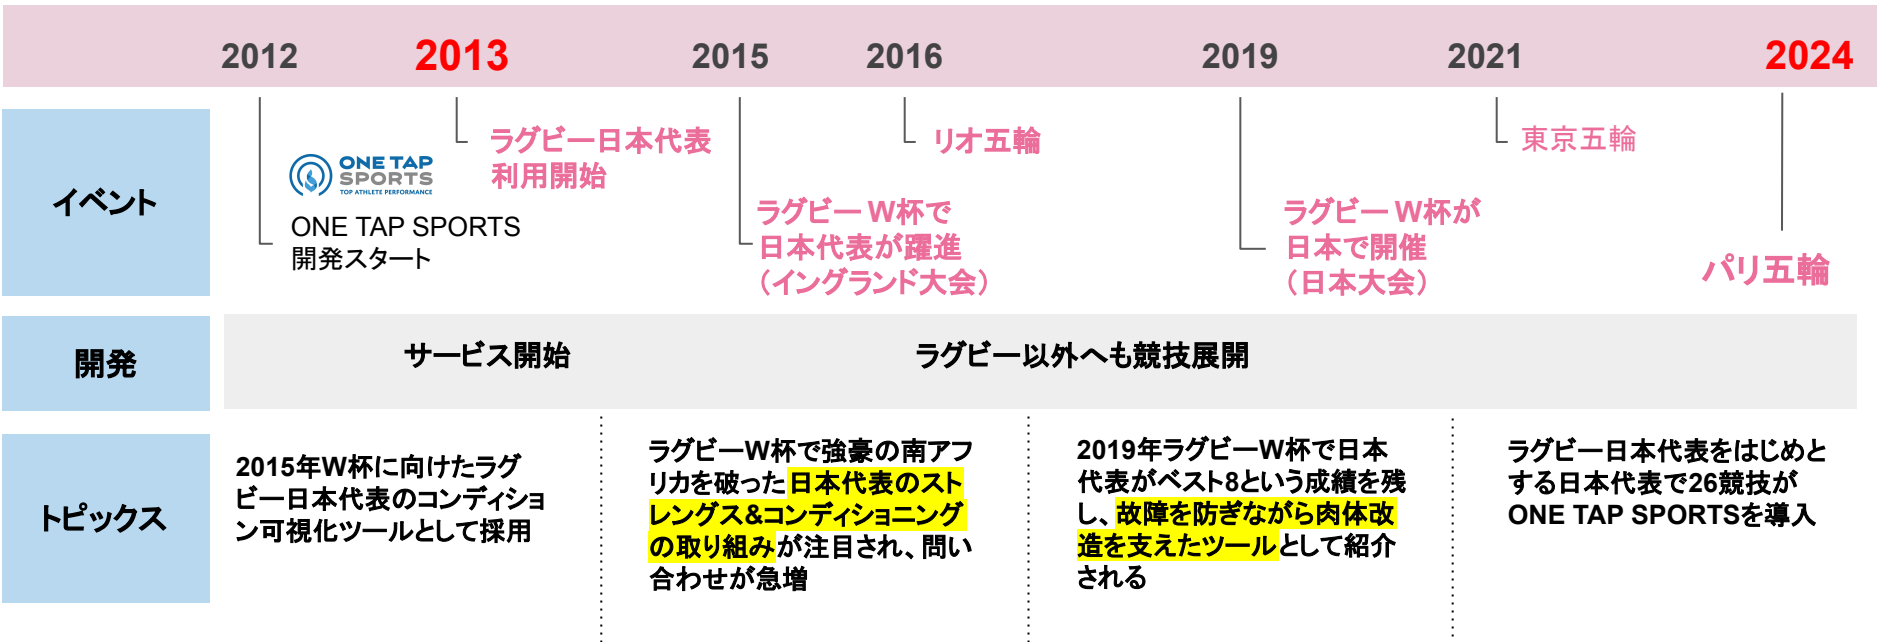 2012
2013
2015
2016
2019
2021
2024
イベント
ONE TAP
SPORTS
TOP ATHLETE PERFORMANCE
ONE TAP SPORTS
開発スタート
ラグビー日本代表
利用開始
ラグビーW杯で
日本代表が躍進
（イングランド大会）
リオ五輪
ラグビーW杯が
日本で開催
（日本大会）
東京五輪
パリ五輪
開発
サービス開始
ラグビー以外へも競技展開
トピックス
2015年W杯に向けたラグ
ビー日本代表のコンディショ
ン可視化ツールとして採用
ラグビーW杯で強豪の南アフ
リカを破った日本代表のスト
レングス&コンディショニング
の取り組みが注目され、問い
合わせが急増
2019年ラグビーW杯で日本
代表がベスト8という成績を残
し、故障を防ぎながら肉体改
造を支えたツールとして紹介
される
ラグビー日本代表をはじめと
する日本代表で26競技が
ONE TAP SPORTSを導入